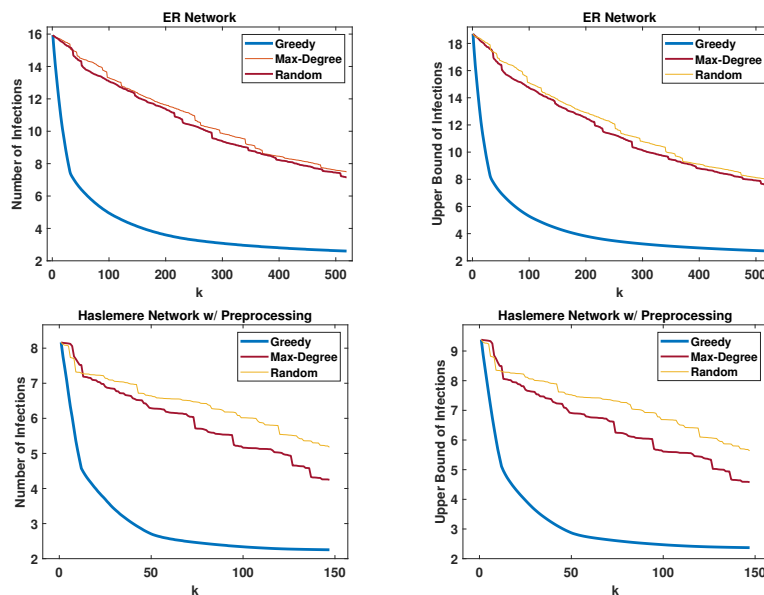 ER Network
Number of Infections
16
14
12
10
8
6
4
2
0 100 200 300 400 500
k
Greedy
Max-Degree
Random
ER Network
Upper Bound of Infections
18
16
14
12
10
8
6
4
2
0 100 200 300 400 500
k
Greedy
Max-Degree
Random
Haslemere Network w/ Preprocessing
Number of Infections
8
7
6
5
4
3
2
0 50 100 150
k
Greedy
Max-Degree
Random
Haslemere Network w/ Preprocessing
Upper Bound of Infections
9
8
7
6
5
4
3
2
0 50 100 150
k
Greedy
Max-Degree
Random